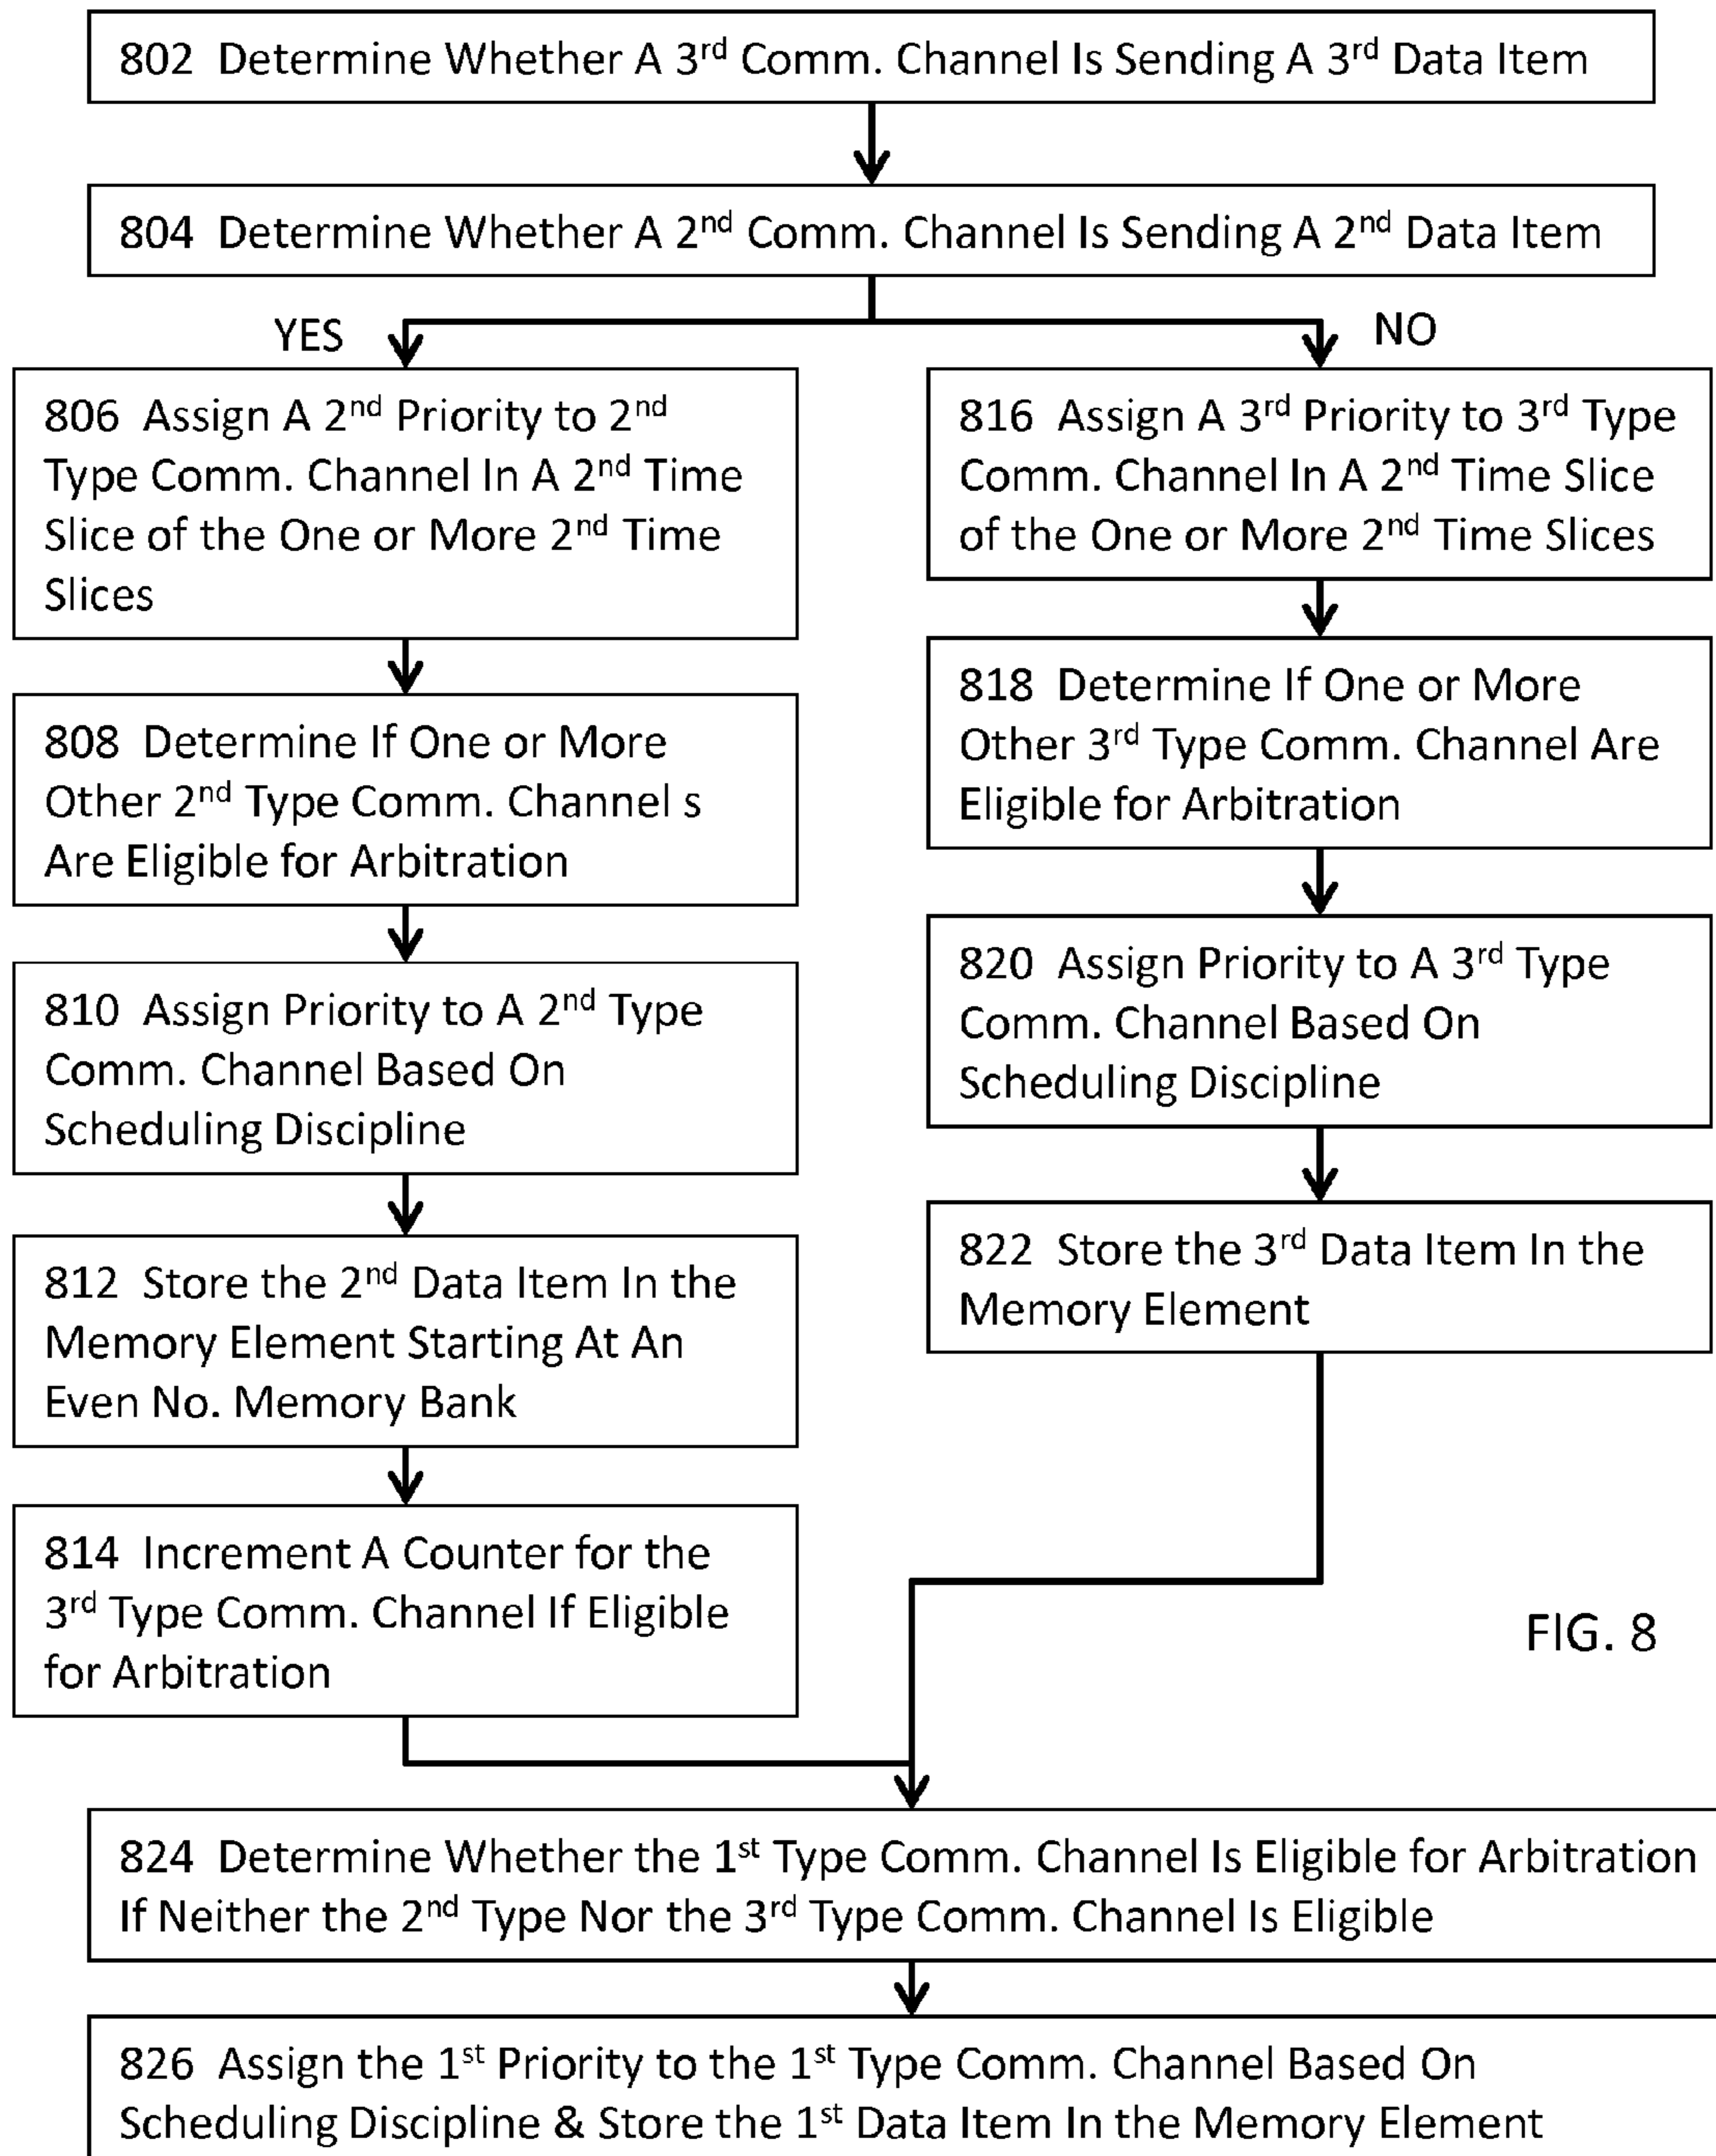 802 Determine Whether A 3rd Comm. Channel Is Sending A 3rd Data Item
804 Determine Whether A 2nd Comm. Channel Is Sending A 2nd Data Item
YES
NO
806 Assign A 2nd Priority to 2nd
Type Comm. Channel In A 2nd Time
Slice of the One or More 2nd Time
Slices
808 Determine If One or More
Other 2nd Type Comm. Channel s
Are Eligible for Arbitration
810 Assign Priority to A 2nd Type
Comm. Channel Based On
Scheduling Discipline
812 Store the 2nd Data Item In the
Memory Element Starting At An
Even No. Memory Bank
814 Increment A Counter for the
3rd Type Comm. Channel If Eligible
for Arbitration
816 Assign A 3rd Priority to 3rd Type
Comm. Channel In A 2nd Time Slice
of the One or More 2nd Time Slices
818 Determine If One or More
Other 3rd Type Comm. Channel Are
Eligible for Arbitration
820 Assign Priority to A 3rd Type
Comm. Channel Based On
Scheduling Discipline
822 Store the 3rd Data Item In the
Memory Element
FIG. 8
824 Determine Whether the 1st Type Comm. Channel Is Eligible for Arbitration
If Neither the 2nd Type Nor the 3rd Type Comm. Channel Is Eligible
826 Assign the 1st Priority to the 1st Type Comm. Channel Based On
Scheduling Discipline & Store the 1st Data Item In the Memory Element